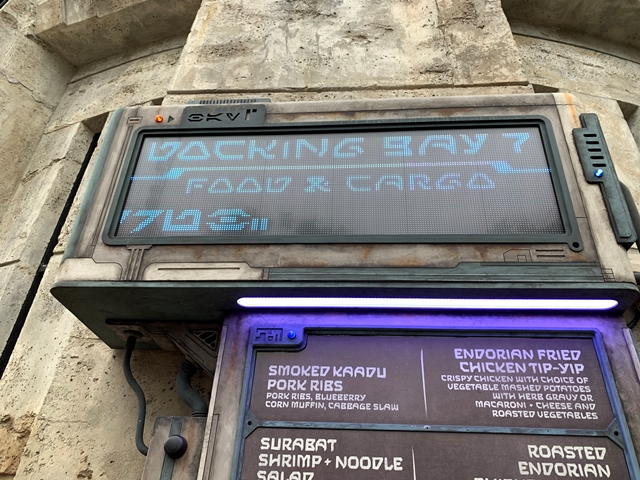 DOCKING BAY 7
FOOD & CARGO
SMOKED KAADU
PORK RIBS
PORK RIBS, BLUEBERRY
CORN MUFFIN, CABBAGE SLAW
ENDORIAN FRIED
CHICKEN TIP-YIP
CRISPY CHICKEN WITH CHOICE OF
VEGETABLE MASHED POTATOES
WITH HERB GRAVY OR
MACARONI + CHEESE AND
ROASTED VEGETABLES
SURABAT
SHRIMP + NOODLE
SALAD
ROASTED
ENDORIAN